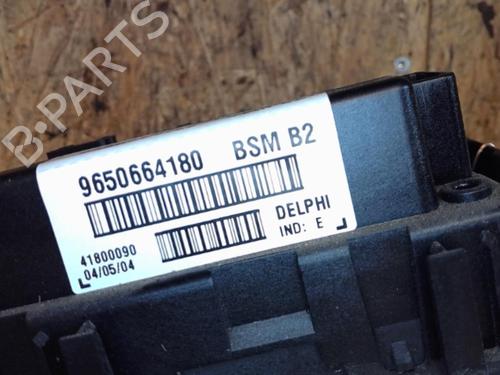 B-PARTS
9650664180 BSM B2
41800090 DELPHI
04/05/04 IND: E